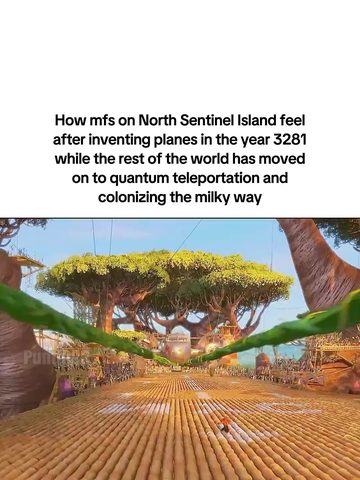 How mfs on North Sentinel Island feel
after inventing planes in the year 3281
while the rest of the world has moved
on to quantum teleportation and
colonizing the milky way